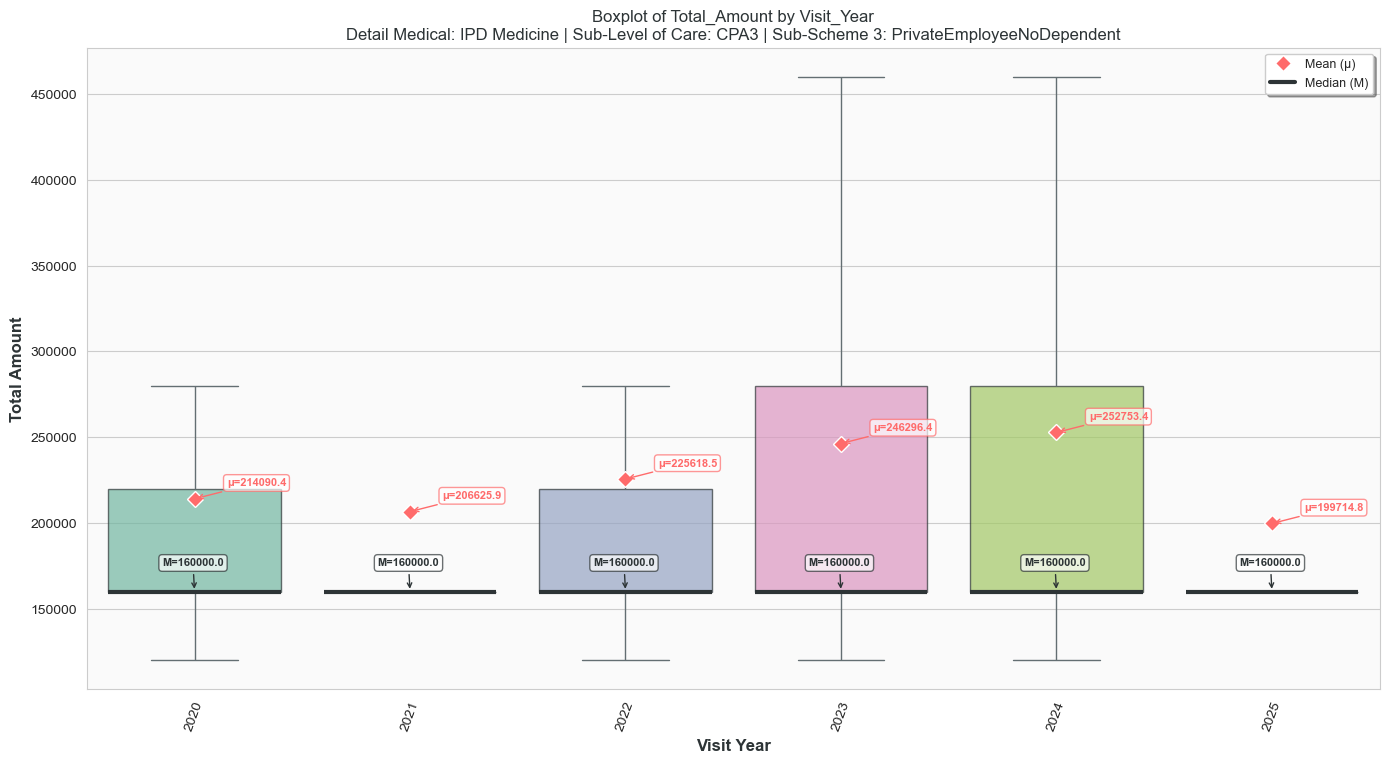 Boxplot of Total_Amount by Visit_Year
Detail Medical: IPD Medicine | Sub-Level of Care: CPA3 | Sub-Scheme 3: PrivateEmployeeNoDependent
Mean (μ)
Median (M)
Total Amount
450000
400000
350000
300000
250000
200000
150000
μ=214090.4
μ=206625.9
μ=225618.5
μ=246296.4
μ=252753.4
μ=199714.8
M=160000.0
M=160000.0
M=160000.0
M=160000.0
M=160000.0
M=160000.0
2020
2021
2022
2023
2024
2025
Visit Year